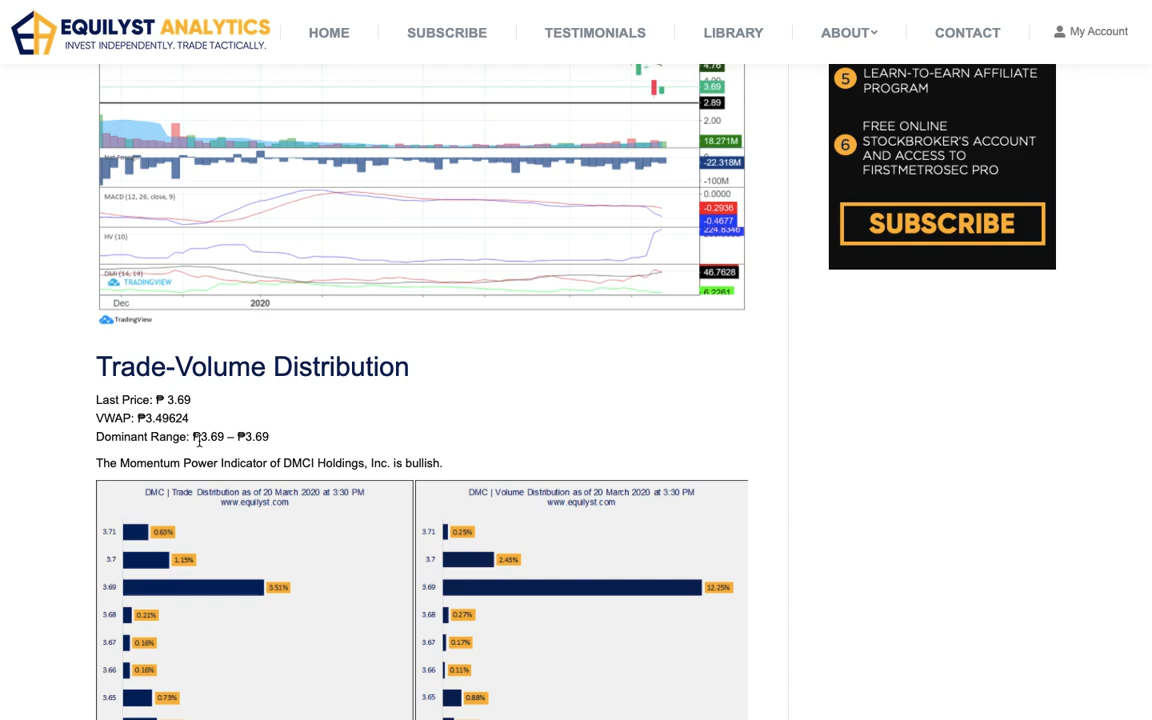 EQUILYST ANALYTICS
INVEST INDEPENDENTLY. TRADE TACTICALLY.
HOME
SUBSCRIBE
TESTIMONIALS
LIBRARY
ABOUT
CONTACT
My Account
5 LEARN-TO-EARN AFFILIATE
PROGRAM
6 FREE ONLINE
STOCKBROKER'S ACCOUNT
AND ACCESS TO
FIRSTMETROSEC PRO
SUBSCRIBE
4.76
3.69
2.89
2.00
18.271M
-22.318M
-100M
MACD (12, 26, close, 9)
0.0000
-0.2936
-0.4677
HV (10)
224.8346
DMI (14, 14)
46.7628
TRADINGVIEW
6.2261
Dec
2020
TradingView
Trade-Volume Distribution
Last Price: ₱ 3.69
VWAP: ₱3.49624
Dominant Range: ₱3.69 – ₱3.69
The Momentum Power Indicator of DMCI Holdings, Inc. is bullish.
DMC | Trade Distribution as of 20 March 2020 at 3:30 PM
www.equilyst.com
3.71 0.63%
3.7 1.15%
3.69 3.51%
3.68 0.21%
3.67 0.16%
3.66 0.16%
3.65 0.73%
DMC | Volume Distribution as of 20 March 2020 at 3:30 PM
www.equilyst.com
3.71 0.25%
3.7 2.43%
3.69 12.25%
3.68 0.27%
3.67 0.17%
3.66 0.11%
3.65 0.88%